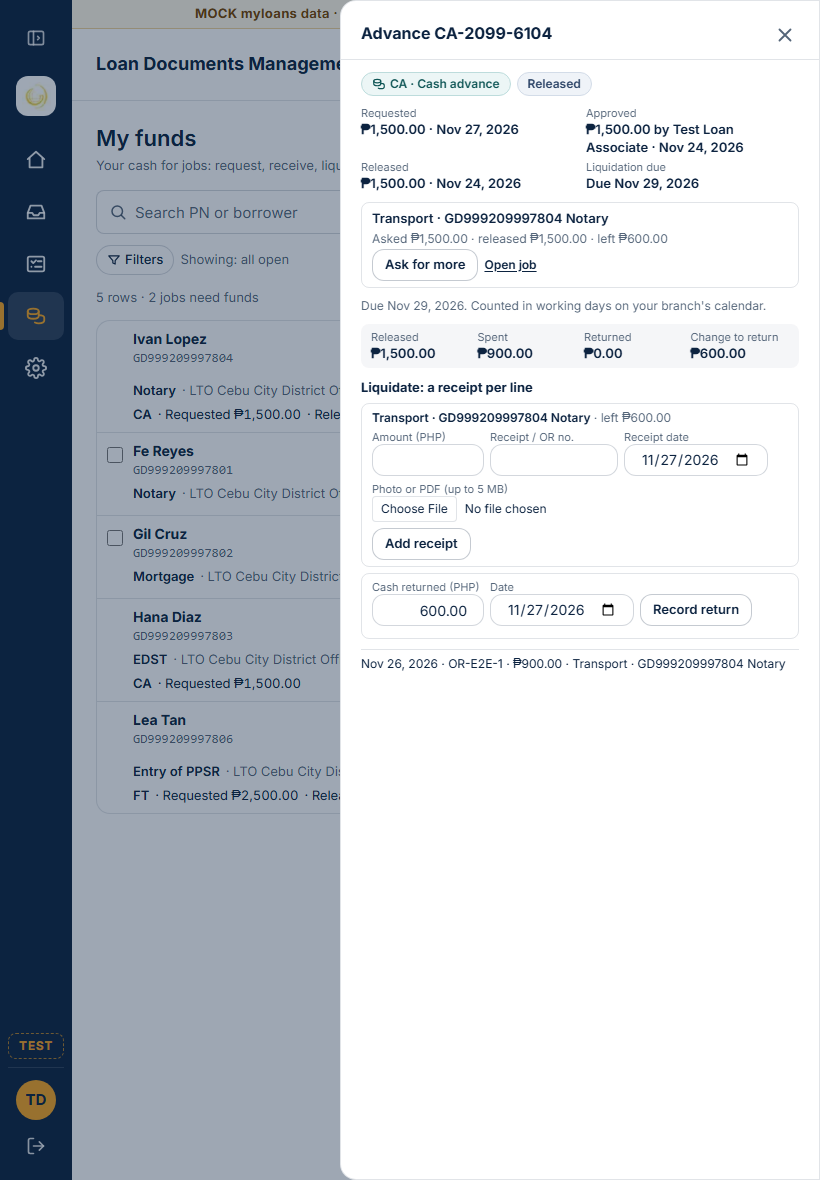 MOCK myloans data ·
Loan Documents Manageme
My funds
Your cash for jobs: request, receive, liqu
Search PN or borrower
Filters
Showing: all open
5 rows · 2 jobs need funds
Ivan Lopez
GD999209997804
Notary · LTO Cebu City District O
CA · Requested ₱1,500.00 · Rele
Fe Reyes
GD999209997801
Notary · LTO Cebu City District O
Gil Cruz
GD999209997802
Mortgage · LTO Cebu City Distric
Hana Diaz
GD999209997803
EDST · LTO Cebu City District Off
CA · Requested ₱1,500.00
Lea Tan
GD999209997806
Entry of PPSR · LTO Cebu City Dis
FT · Requested ₱2,500.00 · Relea
TEST
TD
Advance CA-2099-6104
CA · Cash advance
Released
Requested
₱1,500.00 · Nov 27, 2026
Approved
₱1,500.00 by Test Loan
Associate · Nov 24, 2026
Released
₱1,500.00 · Nov 24, 2026
Liquidation due
Due Nov 29, 2026
Transport · GD999209997804 Notary
Asked ₱1,500.00 · released ₱1,500.00 · left ₱600.00
Ask for more
Open job
Due Nov 29, 2026. Counted in working days on your branch's calendar.
Released
₱1,500.00
Spent
₱900.00
Returned
₱0.00
Change to return
₱600.00
Liquidate: a receipt per line
Transport · GD999209997804 Notary · left ₱600.00
Amount (PHP)
Receipt / OR no.
Receipt date
11/27/2026
Photo or PDF (up to 5 MB)
Choose File
No file chosen
Add receipt
Cash returned (PHP)
600.00
Date
11/27/2026
Record return
Nov 26, 2026 · OR-E2E-1 · ₱900.00 · Transport · GD999209997804 Notary